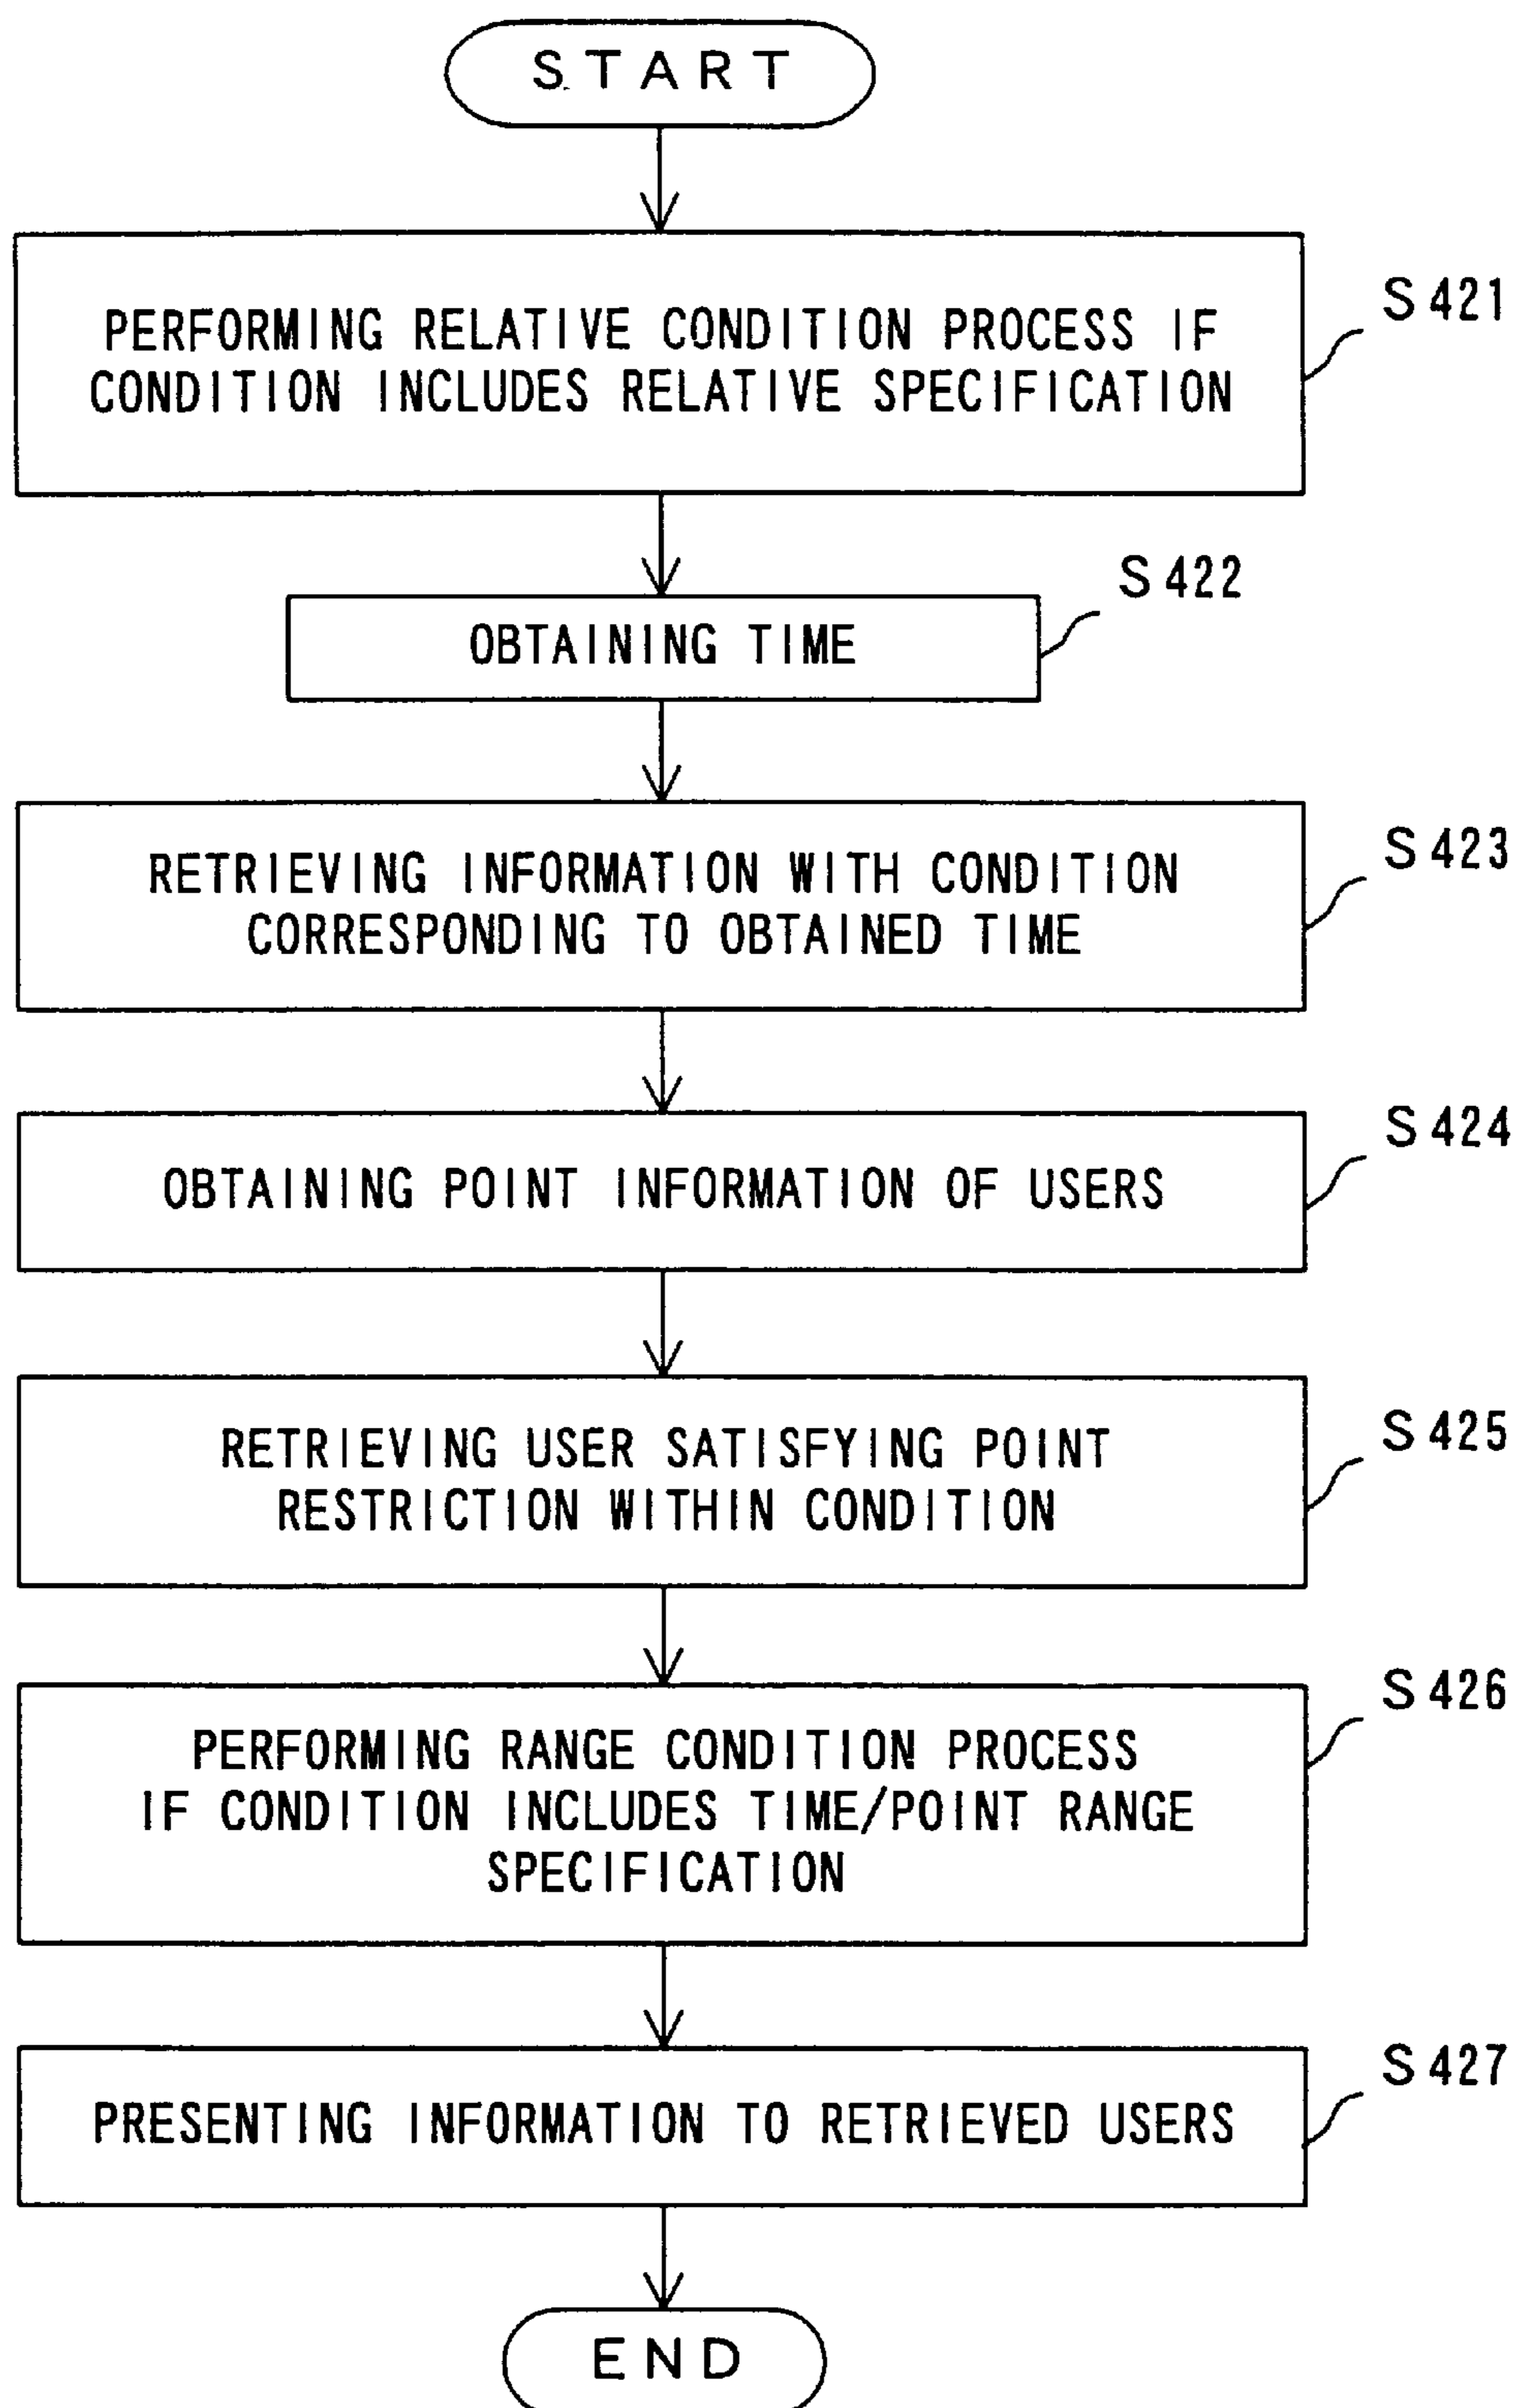 START
PERFORMING RELATIVE CONDITION PROCESS IF
CONDITION INCLUDES RELATIVE SPECIFICATION
S421
OBTAINING TIME
S422
RETRIEVING INFORMATION WITH CONDITION
CORRESPONDING TO OBTAINED TIME
S423
OBTAINING POINT INFORMATION OF USERS
S424
RETRIEVING USER SATISFYING POINT
RESTRICTION WITHIN CONDITION
S425
PERFORMING RANGE CONDITION PROCESS
IF CONDITION INCLUDES TIME/POINT RANGE
SPECIFICATION
S426
PRESENTING INFORMATION TO RETRIEVED USERS
S427
END